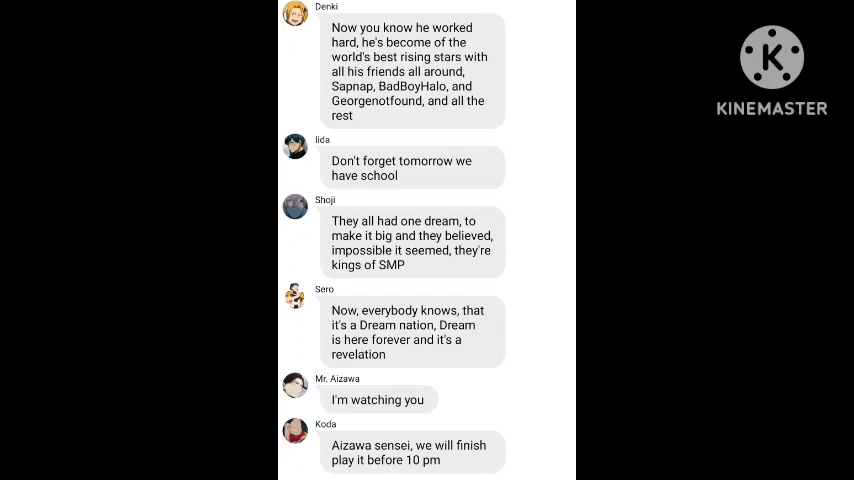 Denki
Now you know he worked
hard, he's become of the
world's best rising stars with
all his friends all around,
Sapnap, BadBoyHalo, and
Georgenotfound, and all the
rest
Iida
Don't forget tomorrow we
have school
Shoji
They all had one dream, to
make it big and they believed,
impossible it seemed, they're
kings of SMP
Sero
Now, everybody knows, that
it's a Dream nation, Dream
is here forever and it's a
revelation
Mr. Aizawa
I'm watching you
Koda
Aizawa sensei, we will finish
play it before 10 pm
K
KINEMASTER